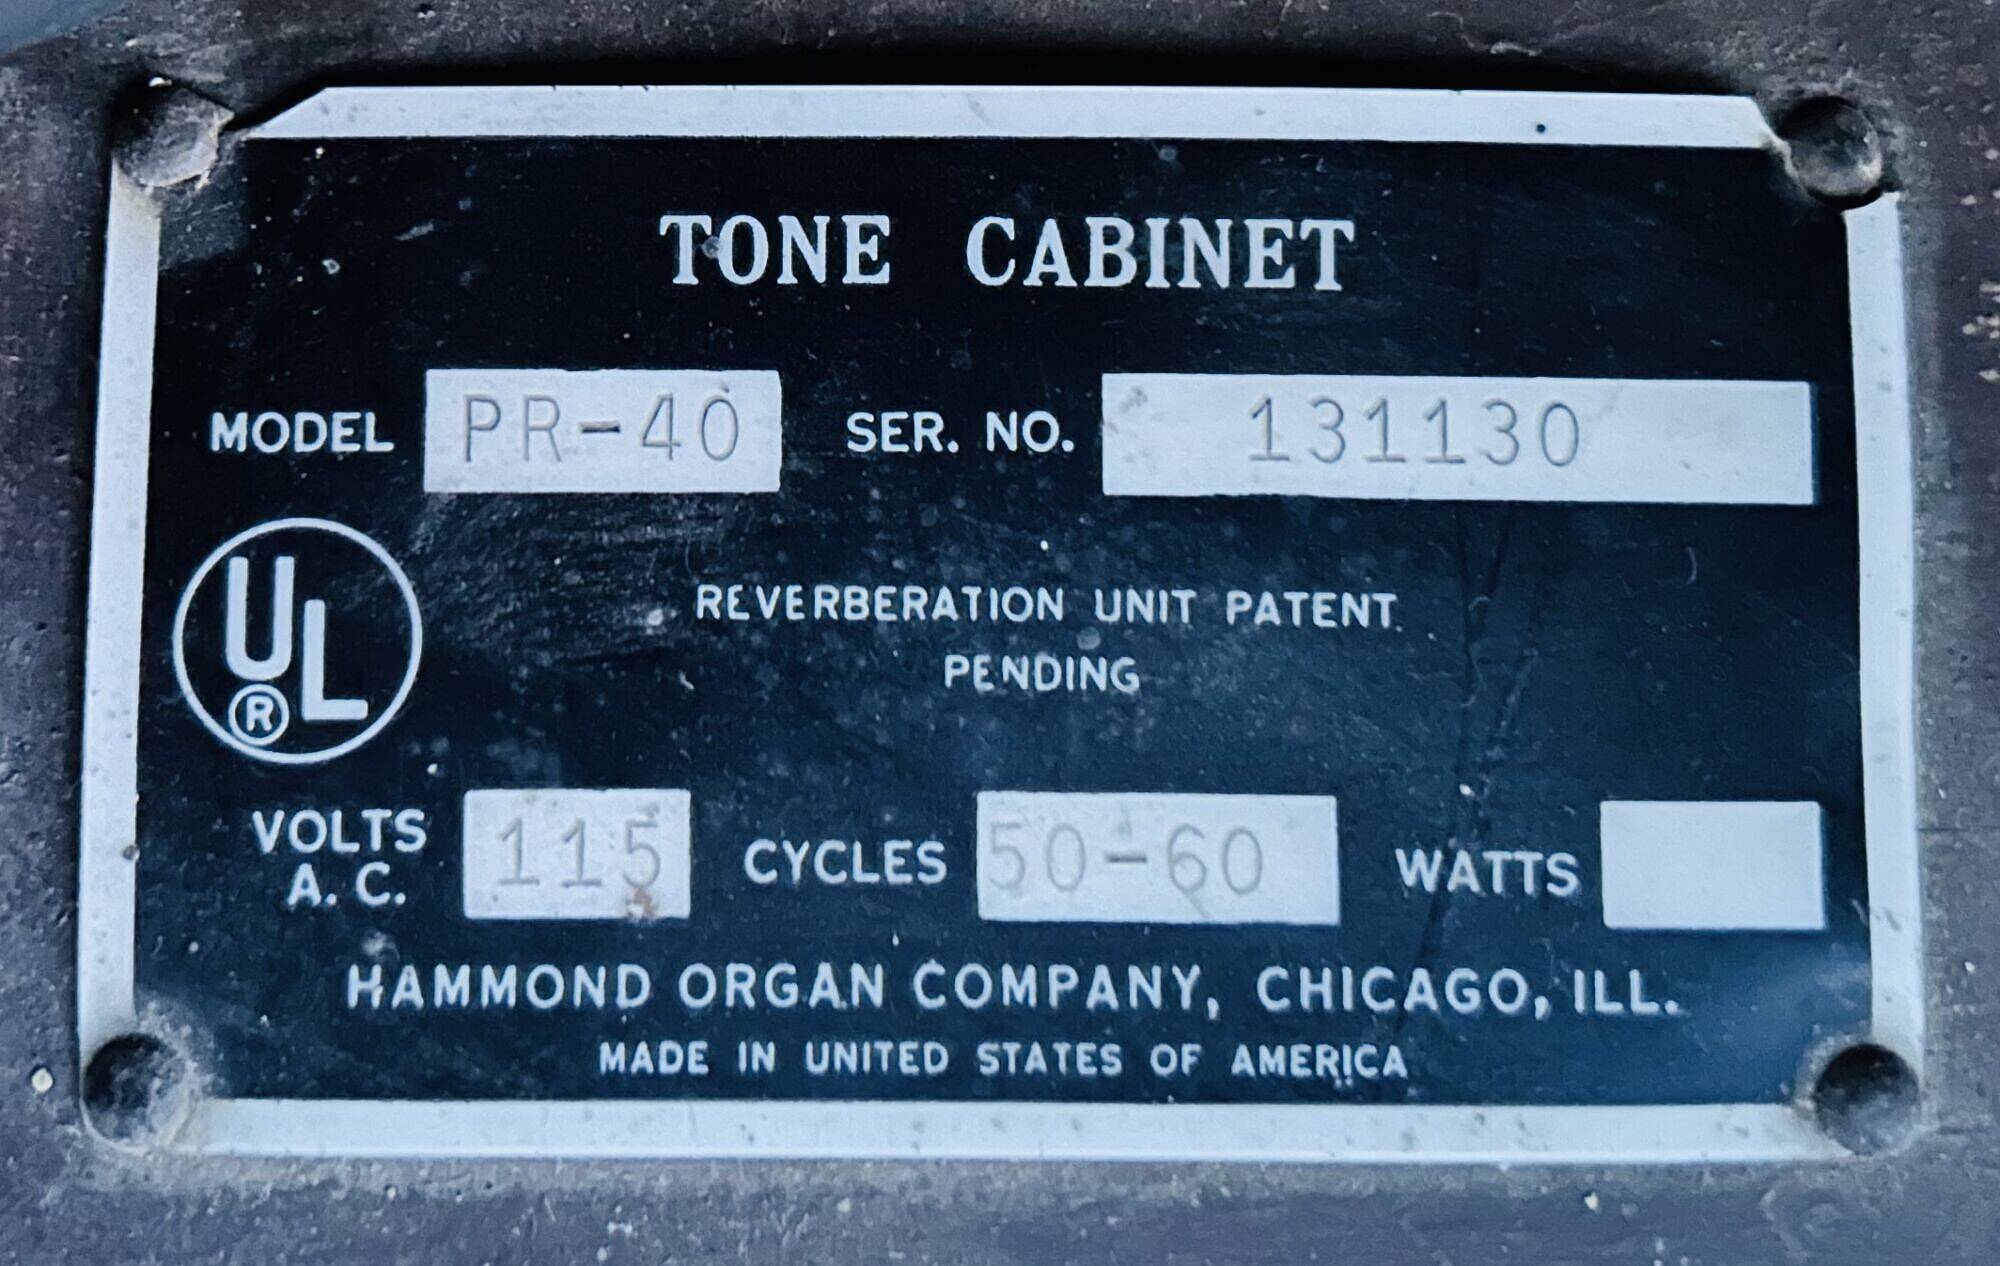 TONE CABINET
MODEL PR-40 SER. NO. 131130
UL
®
REVERBERATION UNIT PATENT
PENDING
VOLTS A. C. 115 CYCLES 50-60 WATTS
HAMMOND ORGAN COMPANY, CHICAGO, ILL.
MADE IN UNITED STATES OF AMERICA